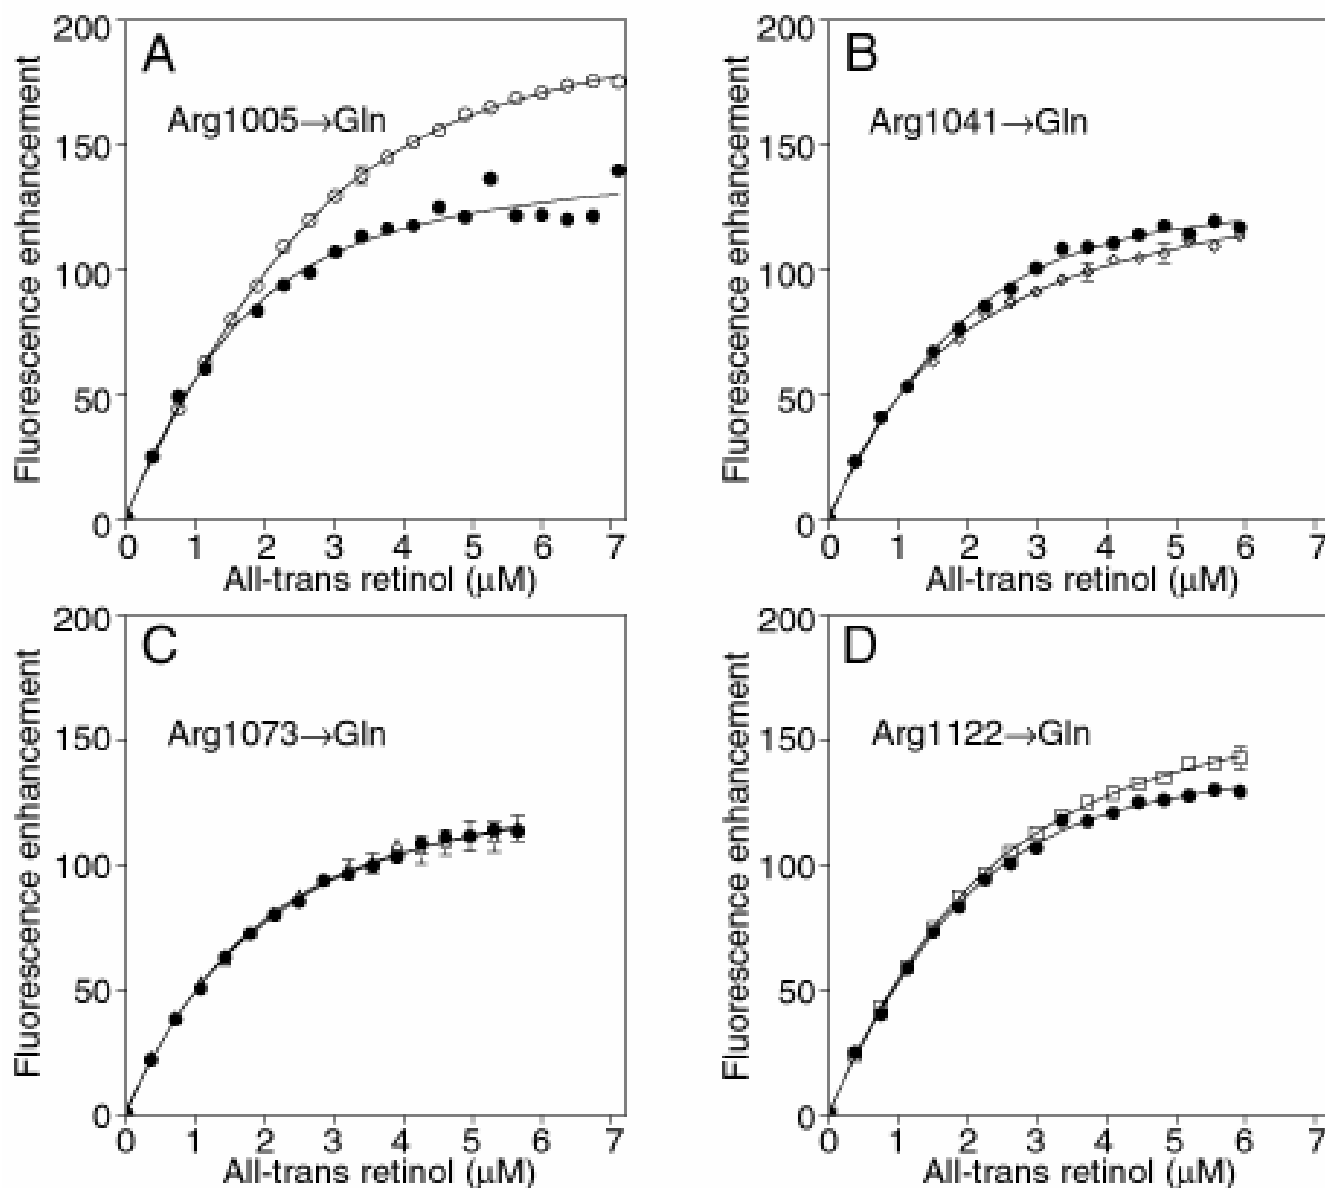 A
Arg1005→Gln
Fluorescence enhancement
200
150
100
50
0
0 1 2 3 4 5 6 7
All-trans retinol (μM)
B
Arg1041→Gln
Fluorescence enhancement
200
150
100
50
0
0 1 2 3 4 5 6 7
All-trans retinol (μM)
C
Arg1073→Gln
Fluorescence enhancement
200
150
100
50
0
0 1 2 3 4 5 6 7
All-trans retinol (μM)
D
Arg1122→Gln
Fluorescence enhancement
200
150
100
50
0
0 1 2 3 4 5 6 7
All-trans retinol (μM)